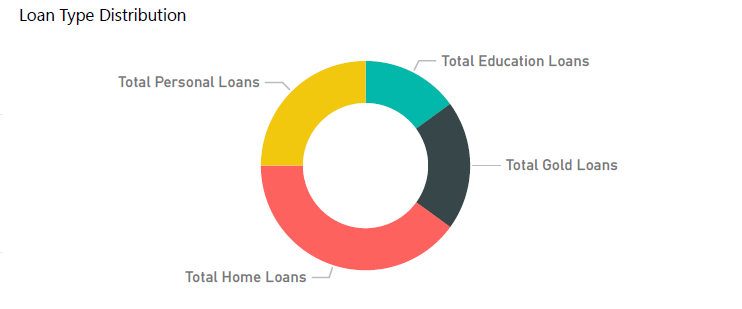 Loan Type Distribution
Total Education Loans
Total Personal Loans
Total Gold Loans
Total Home Loans